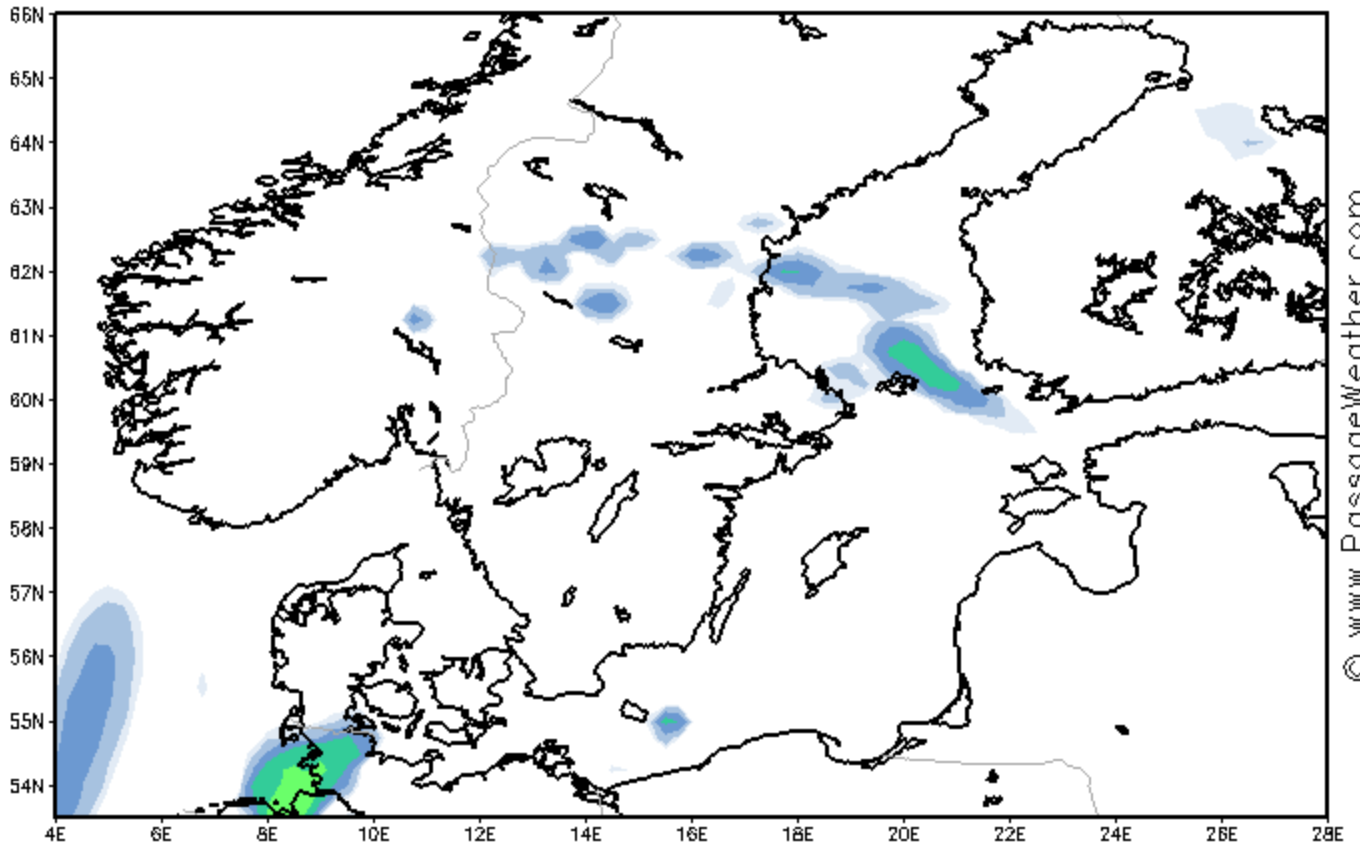 66N
65N
64N
63N
62N
61N
60N
59N
58N
57N
56N
55N
54N
4E 6E 8E 10E 12E 14E 16E 18E 20E 22E 24E 26E 28E
© www.PassageWeather.com